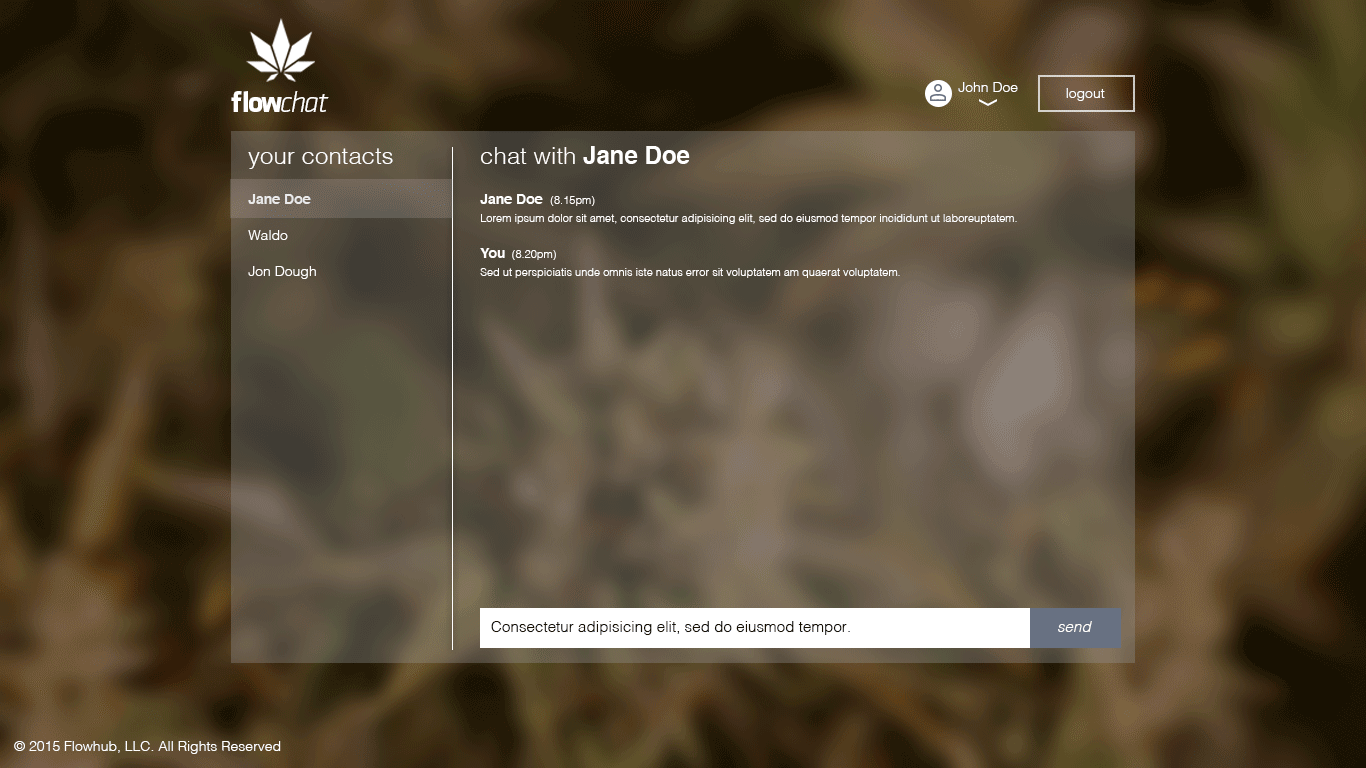 flowchat
John Doe
logout
your contacts
Jane Doe
Waldo
Jon Dough
chat with Jane Doe
Jane Doe (8.15pm)
Lorem ipsum dolor sit amet, consectetur adipisicing elit, sed do eiusmod tempor incididunt ut laboreuptatem.
You (8.20pm)
Sed ut perspiciatis unde omnis iste natus error sit voluptatem am quaerat voluptatem.
Consectetur adipisicing elit, sed do eiusmod tempor.
send
© 2015 Flowhub, LLC. All Rights Reserved